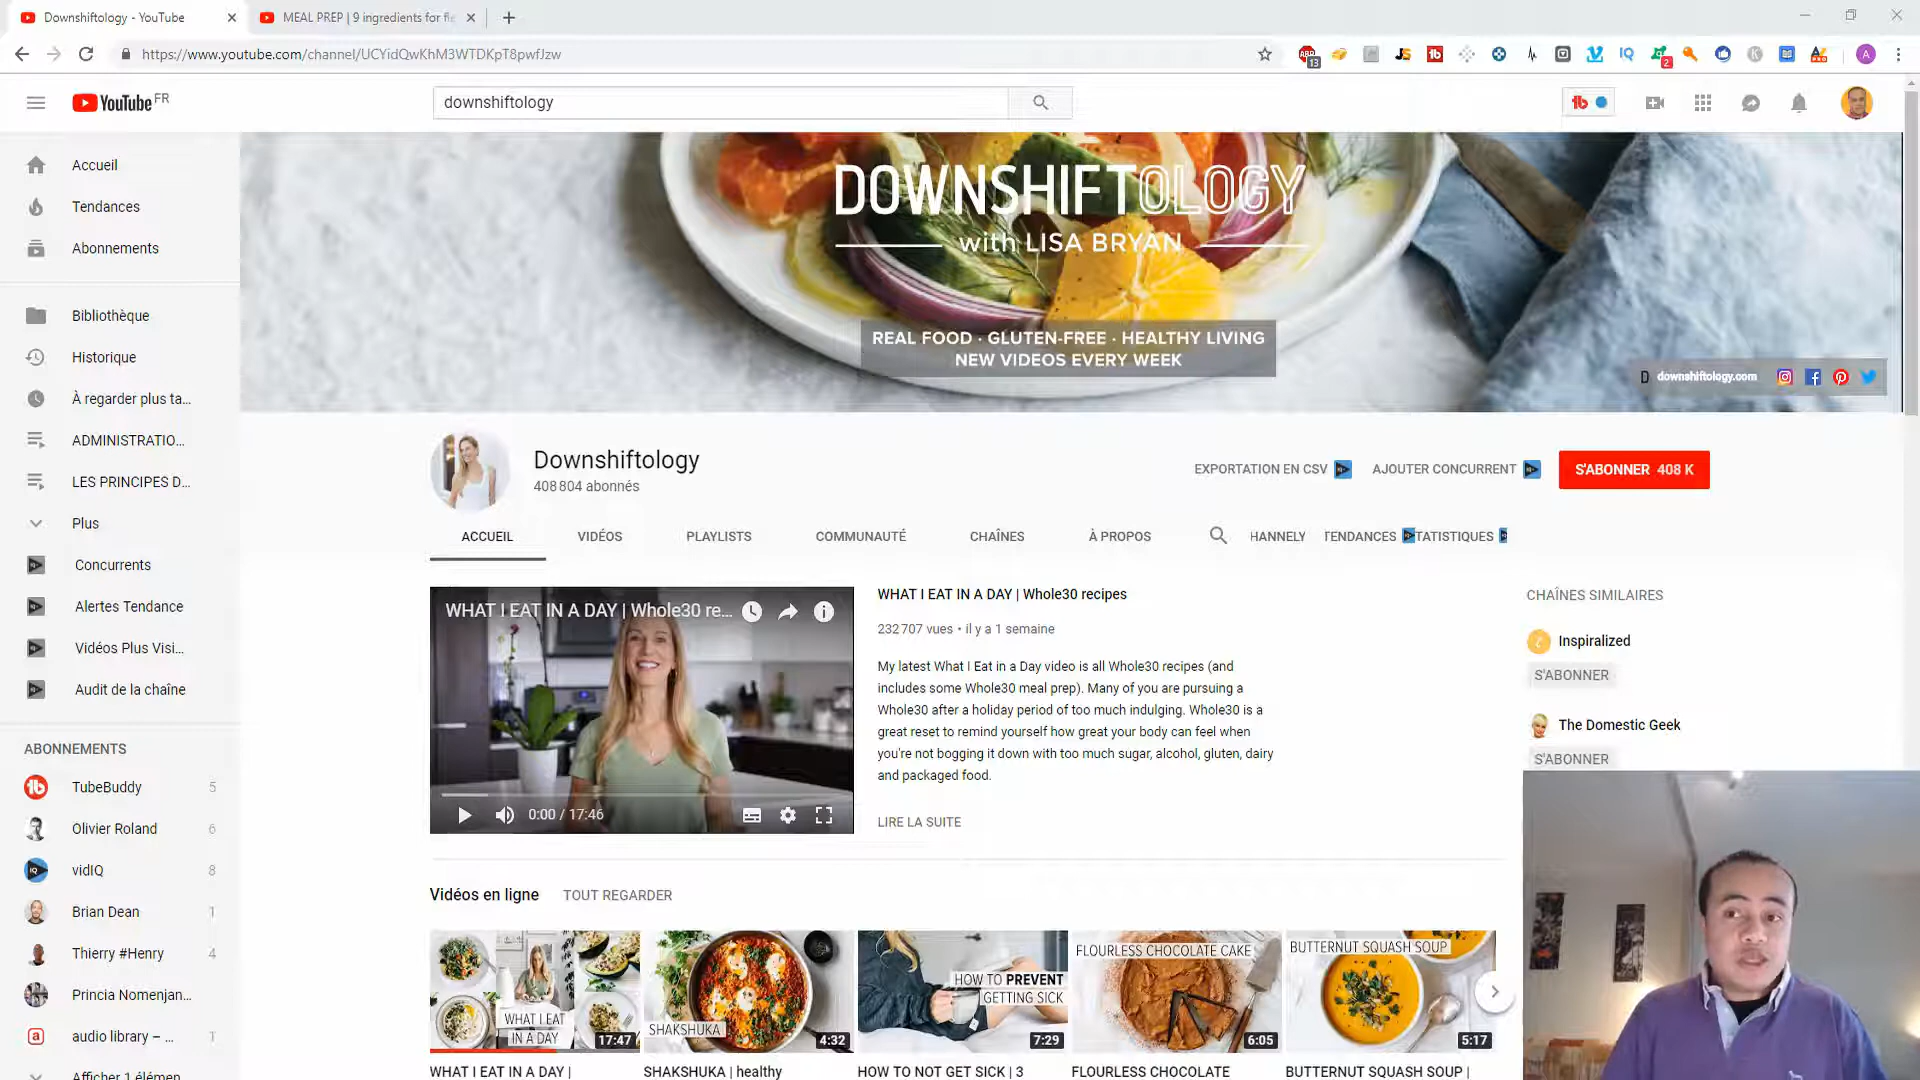 Downshiftology - YouTube
MEAL PREP | 9 ingredients for fle
https://www.youtube.com/channel/UCYidQwKhM3WTDKpT8pwfJzw
13
JS
IQ
2
K
A
YouTube FR
downshiftology
Accueil
Tendances
Abonnements
Bibliothèque
Historique
À regarder plus ta...
ADMINISTRATIO...
LES PRINCIPES D...
Plus
Concurrents
Alertes Tendance
Vidéos Plus Visi...
Audit de la chaîne
ABONNEMENTS
TubeBuddy 5
Olivier Roland 6
vidIQ 8
Brian Dean 1
Thierry #Henry 4
Princia Nomenjan...
audio library – ... 1
Afficher 1 élémen
DOWNSHIFTOLOGY
with LISA BRYAN
REAL FOOD · GLUTEN-FREE · HEALTHY LIVING
NEW VIDEOS EVERY WEEK
D downshiftology.com
Downshiftology
408 804 abonnés
EXPORTATION EN CSV
AJOUTER CONCURRENT
S'ABONNER 408 K
ACCUEIL
VIDÉOS
PLAYLISTS
COMMUNAUTÉ
CHAÎNES
À PROPOS
HANNELY
TENDANCES
TATISTIQUES
WHAT I EAT IN A DAY | Whole30 re...
0:00 / 17:46
WHAT I EAT IN A DAY | Whole30 recipes
232 707 vues • il y a 1 semaine
My latest What I Eat in a Day video is all Whole30 recipes (and
includes some Whole30 meal prep). Many of you are pursuing a
Whole30 after a holiday period of too much indulging. Whole30 is a
great reset to remind yourself how great your body can feel when
you're not bogging it down with too much sugar, alcohol, gluten, dairy
and packaged food.
LIRE LA SUITE
CHAÎNES SIMILAIRES
Inspiralized
S'ABONNER
The Domestic Geek
S'ABONNER
Vidéos en ligne
TOUT REGARDER
WHAT I EAT
IN A DAY
17:47
SHAKSHUKA
4:32
HOW TO PREVENT
GETTING SICK
7:29
FLOURLESS CHOCOLATE CAKE
6:05
BUTTERNUT SQUASH SOUP
5:17
WHAT I EAT IN A DAY |
SHAKSHUKA | healthy
HOW TO NOT GET SICK | 3
FLOURLESS CHOCOLATE
BUTTERNUT SQUASH SOUP |